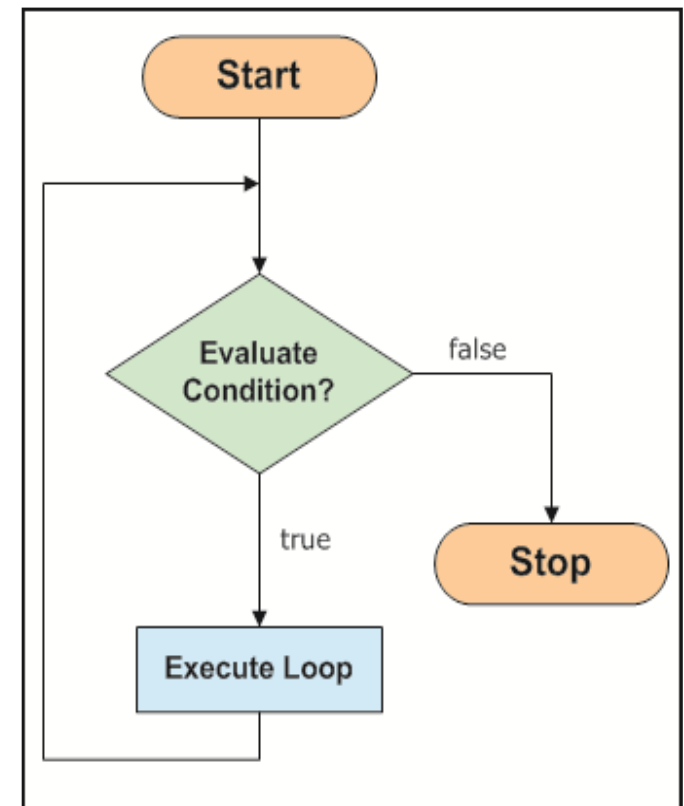 Start
Evaluate
Condition?
false
true
Stop
Execute Loop